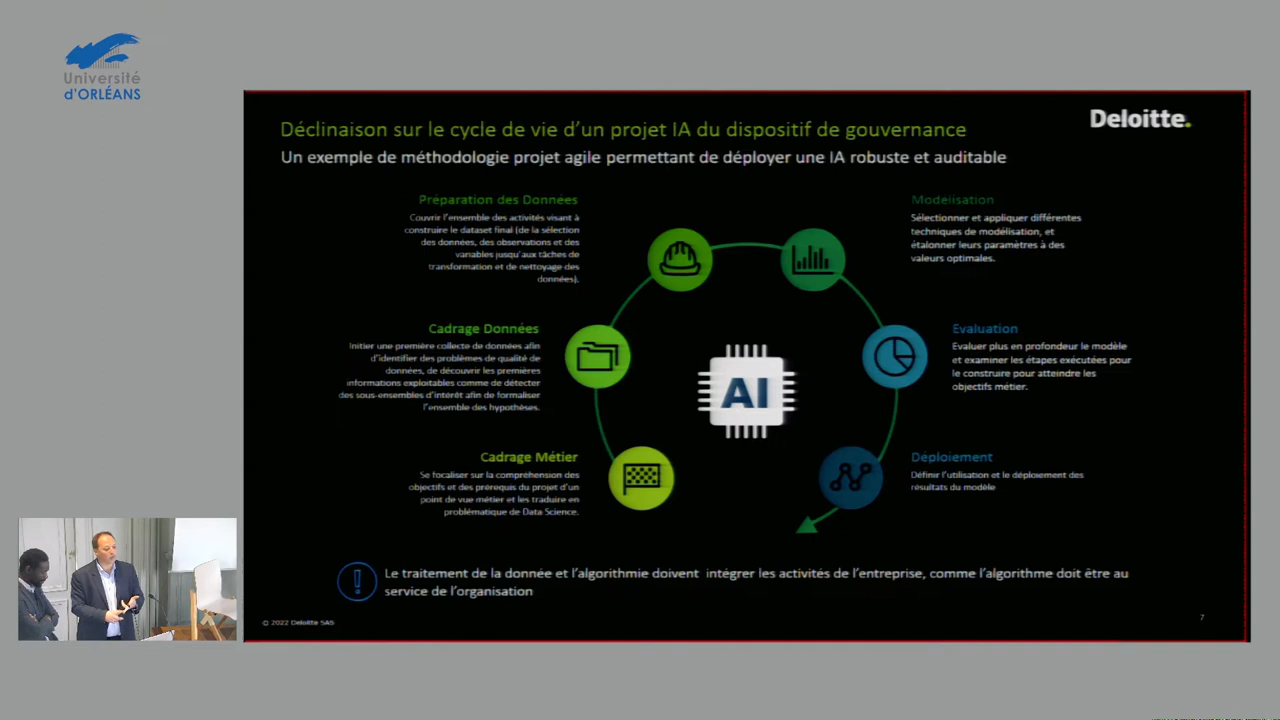 Université
d'ORLÉANS
Deloitte.
Déclinaison sur le cycle de vie d'un projet IA du dispositif de gouvernance
Un exemple de méthodologie projet agile permettant de déployer une IA robuste et auditable
Préparation des Données
Couvrir l'ensemble des activités visant à
construire le dataset final (de la sélection
des données, des observations et des
variables jusqu'aux tâches de
transformation et de nettoyage des
données).
Modélisation
Sélectionner et appliquer différentes
techniques de modélisation, et
étalonner leurs paramètres à des
valeurs optimales.
Cadrage Données
Initier une première collecte de données afin
d'identifier des problèmes de qualité de
données, de découvrir les premières
informations exploitables comme de détecter
des sous-ensembles d'intérêt afin de formaliser
l'ensemble des hypothèses.
Evaluation
Evaluer plus en profondeur le modèle
et examiner les étapes exécutées pour
le construire pour atteindre les
objectifs métier.
AI
Cadrage Métier
Se focaliser sur la compréhension des
objectifs et des prérequis du projet d'un
point de vue métier et les traduire en
problématique de Data Science.
Déploiement
Définir l'utilisation et le déploiement des
résultats du modèle
! Le traitement de la donnée et l'algorithmie doivent intégrer les activités de l'entreprise, comme l'algorithme doit être au
service de l'organisation
© 2022 Deloitte SAS
7